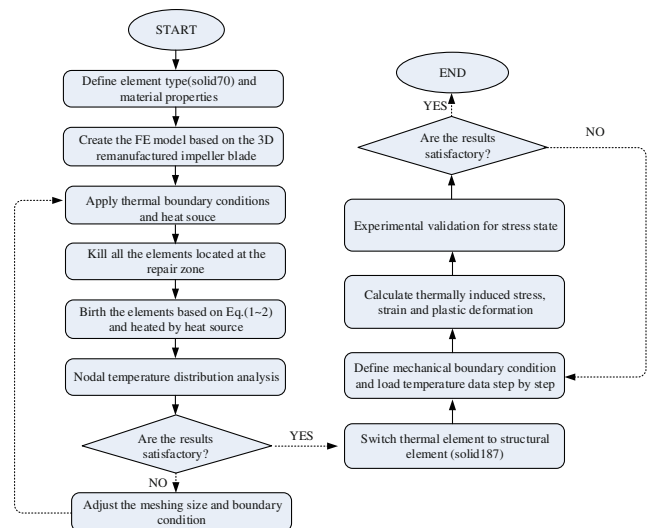 START
Define element type(solid70) and
material properties
Create the FE model based on the 3D
remanufactured impeller blade
Apply thermal boundary conditions
and heat souce
Kill all the elements located at the
repair zone
Birth the elements based on Eq.(1~2)
and heated by heat source
Nodal temperature distribution analysis
Are the results
satisfactory?
YES
NO
Adjust the meshing size and boundary
condition
END
YES
NO
Are the results
satisfactory?
Experimental validation for stress state
Calculate thermally induced stress,
strain and plastic deformation
Define mechanical boundary condition
and load temperature data step by step
Switch thermal element to structural
element (solid187)